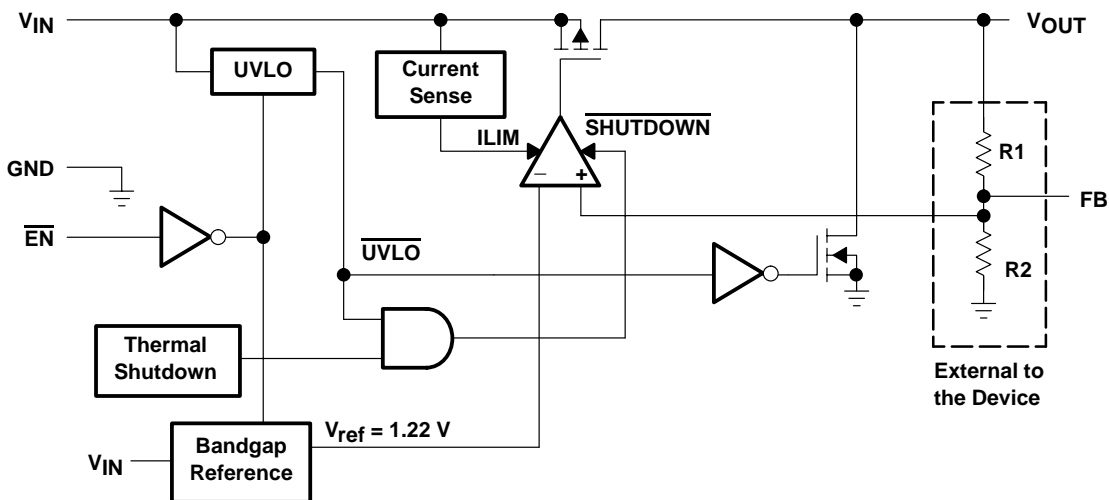 VIN
VOUT
UVLO
Current
Sense
SHUTDOWN
ILIM
R1
GND
– +
FB
EN
UVLO
R2
Thermal
Shutdown
External to
the Device
Vref = 1.22 V
Bandgap
Reference
VIN